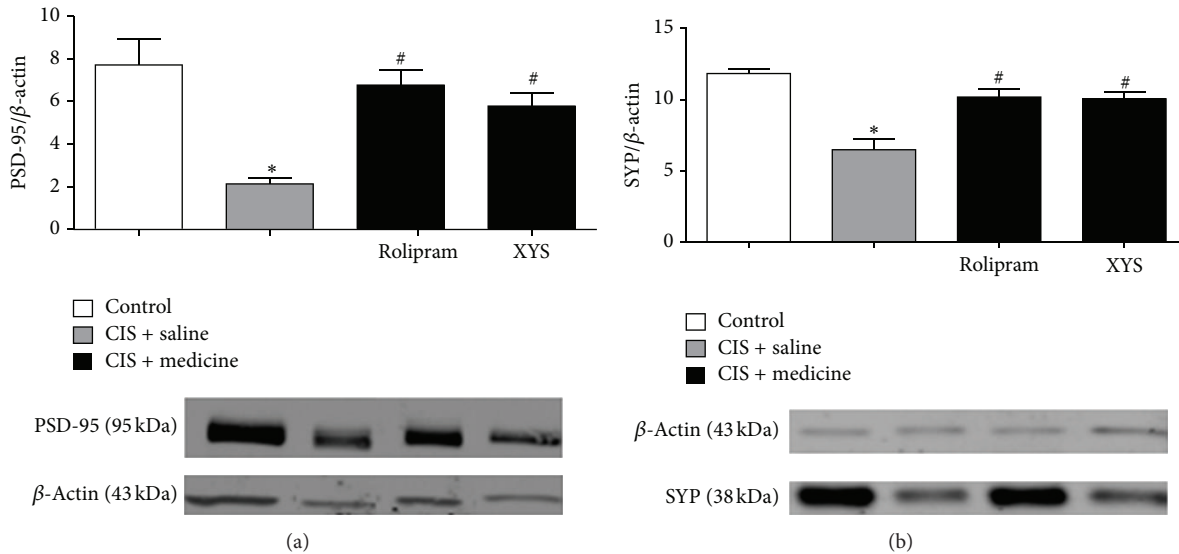 10
8
6
4
2
0
PSD-95/β-actin
*
#
#
Rolipram
XYS
Control
CIS + saline
CIS + medicine
PSD-95 (95 kDa)
β-Actin (43 kDa)
(a)
15
10
5
0
SYP/β-actin
*
#
#
Rolipram
XYS
Control
CIS + saline
CIS + medicine
β-Actin (43 kDa)
SYP (38 kDa)
(b)